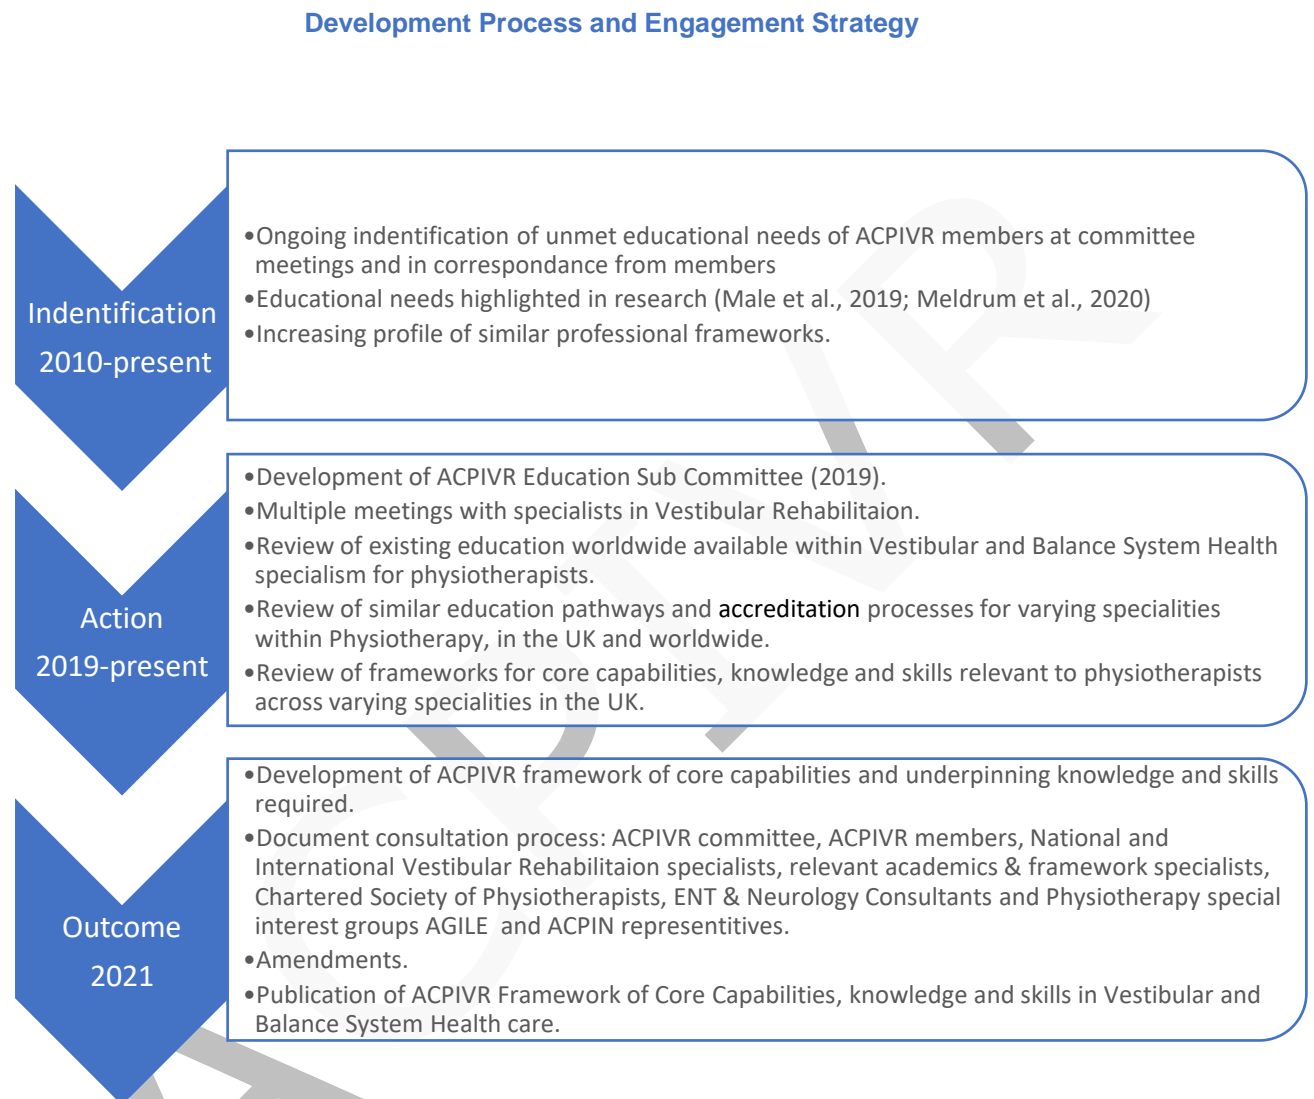 Development Process and Engagement Strategy
Indentification
2010-present
•Ongoing indentification of unmet educational needs of ACPIVR members at committee
meetings and in correspondance from members
•Educational needs highlighted in research (Male et al., 2019; Meldrum et al., 2020)
•Increasing profile of similar professional frameworks.
Action
2019-present
•Development of ACPIVR Education Sub Committee (2019).
•Multiple meetings with specialists in Vestibular Rehabilitaion.
•Review of existing education worldwide available within Vestibular and Balance System Health
specialism for physiotherapists.
•Review of similar education pathways and accreditation processes for varying specialities
within Physiotherapy, in the UK and worldwide.
•Review of frameworks for core capabilities, knowledge and skills relevant to physiotherapists
across varying specialities in the UK.
Outcome
2021
•Development of ACPIVR framework of core capabilities and underpinning knowledge and skills
required.
•Document consultation process: ACPIVR committee, ACPIVR members, National and
International Vestibular Rehabilitaion specialists, relevant academics & framework specialists,
Chartered Society of Physiotherapists, ENT & Neurology Consultants and Physiotherapy special
interest groups AGILE  and ACPIN representitives.
•Amendments.
•Publication of ACPIVR Framework of Core Capabilities, knowledge and skills in Vestibular and
Balance System Health care.
ACPIVR